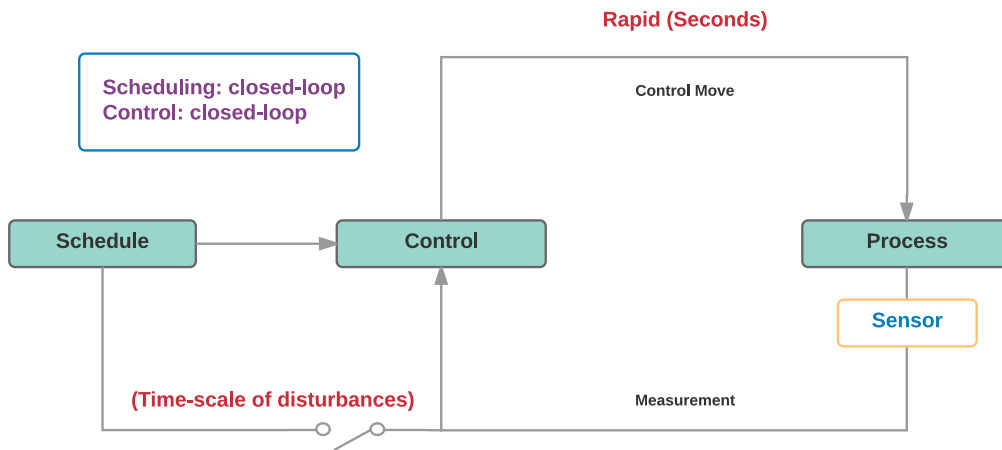 Rapid (Seconds)
Scheduling: closed-loop
Control: closed-loop
Control Move
Schedule
Control
Process
Sensor
(Time-scale of disturbances)
Measurement